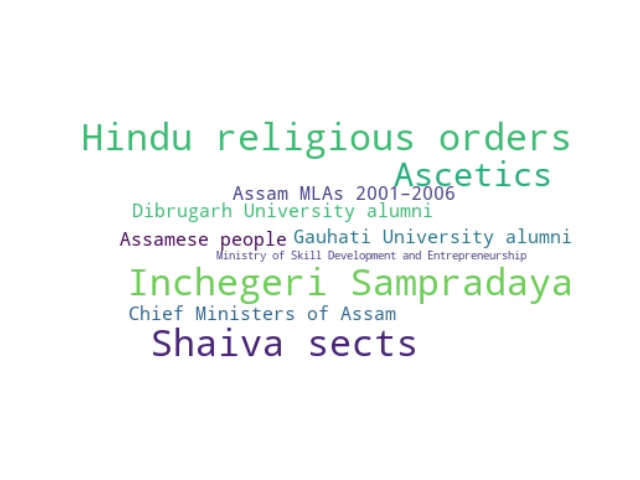 Hindu religious orders
Ascetics
Assam MLAs 2001–2006
Dibrugarh University alumni
Assamese people
Gauhati University alumni
Ministry of Skill Development and Entrepreneurship
Inchegeri Sampradaya
Chief Ministers of Assam
Shaiva sects